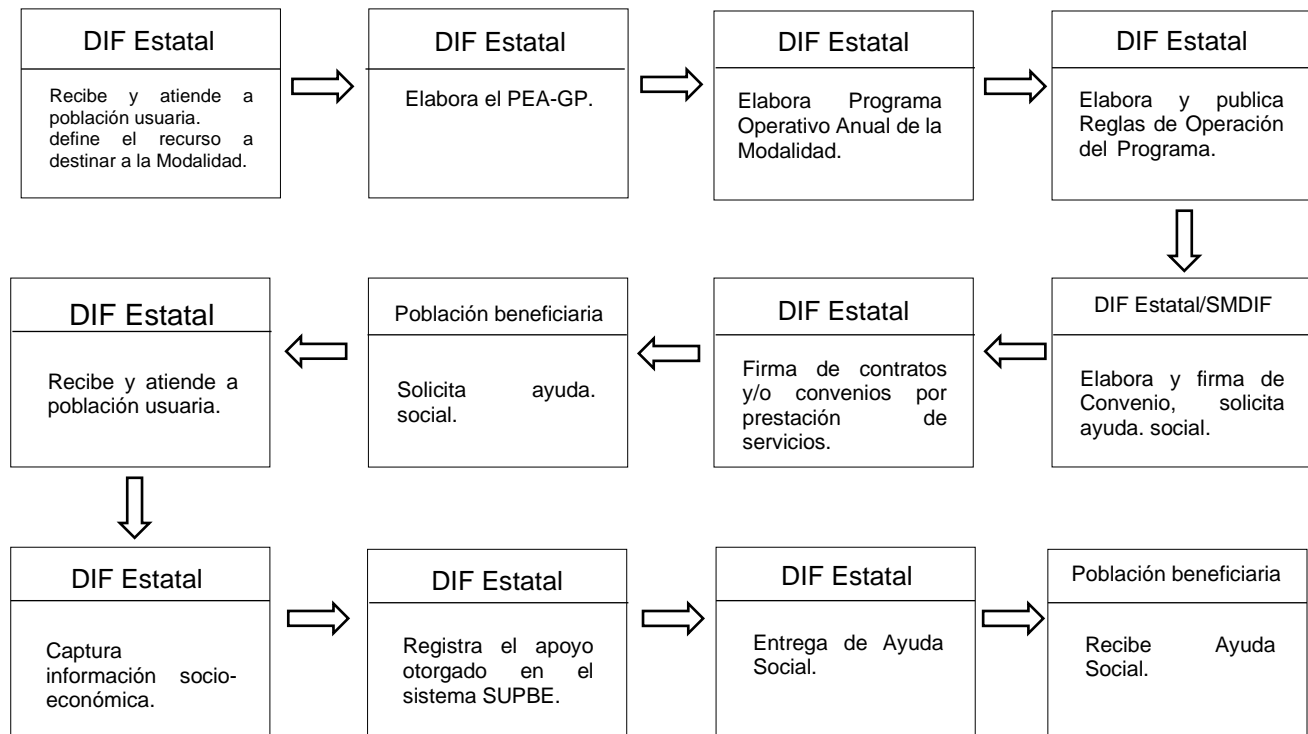 DIF Estatal
Recibe y atiende a
población usuaria.
define el recurso a
destinar a la Modalidad.
DIF Estatal
Elabora el PEA-GP.
DIF Estatal
Elabora Programa
Operativo Anual de la
Modalidad.
DIF Estatal
Elabora y publica
Reglas de Operación
del Programa.
DIF Estatal/SMDIF
Elabora y firma de
Convenio, solicita
ayuda. social.
DIF Estatal
Firma de contratos
y/o convenios por
prestación de
servicios.
Población beneficiaria
Solicita ayuda.
social.
DIF Estatal
Recibe y atiende a
población usuaria.
DIF Estatal
Captura
información socio-
económica.
DIF Estatal
Registra el apoyo
otorgado en el
sistema SUPBE.
DIF Estatal
Entrega de Ayuda
Social.
Población beneficiaria
Recibe Ayuda
Social.